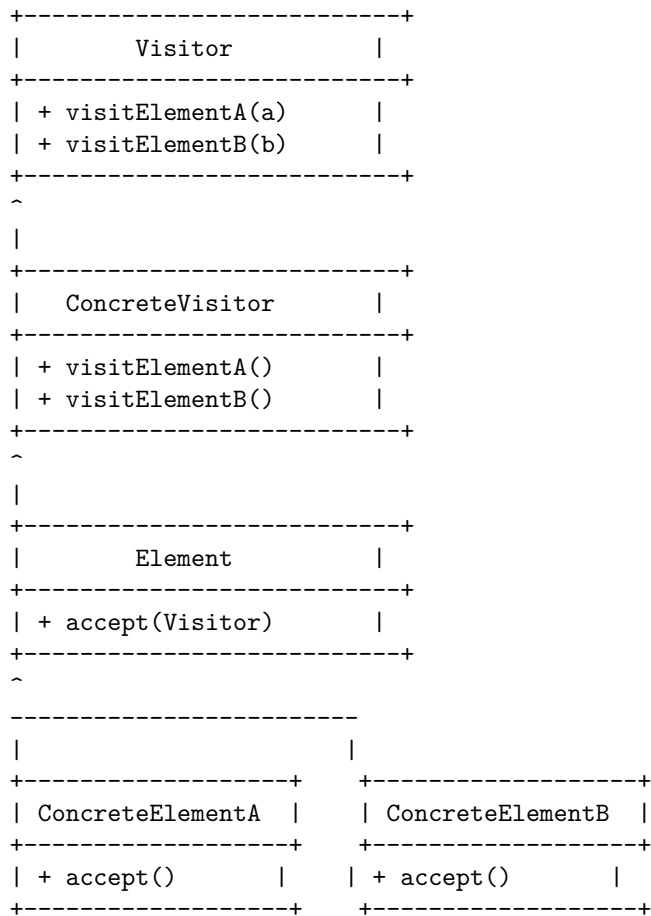 +---------------------------+
|        Visitor          |
+---------------------------+
| + visitElementA(a)      |
| + visitElementB(b)      |
+---------------------------+
^
|
+---------------------------+
|   ConcreteVisitor       |
+---------------------------+
| + visitElementA()       |
| + visitElementB()       |
+---------------------------+
^
|
+---------------------------+
|        Element          |
+---------------------------+
| + accept(Visitor)       |
+---------------------------+
^
-------------------------
|                       |
+-------------------+    +-------------------+
| ConcreteElementA  |    | ConcreteElementB  |
+-------------------+    +-------------------+
| + accept()       |    | + accept()       |
+-------------------+    +-------------------+